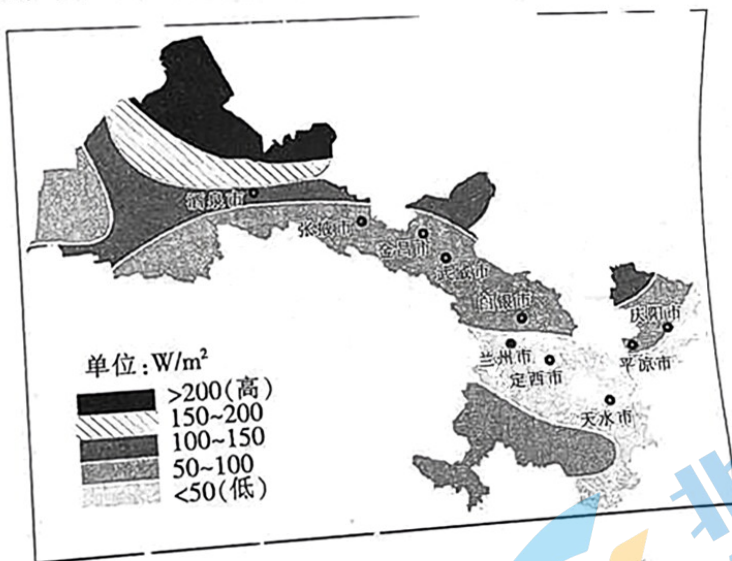 酒泉市
张掖市
金昌市
武威市
白银市
庆阳市
兰州市
平凉市
定西市
天水市
单位:W/m²
>200(高)
150~200
100~150
50~100
<50(低)
北